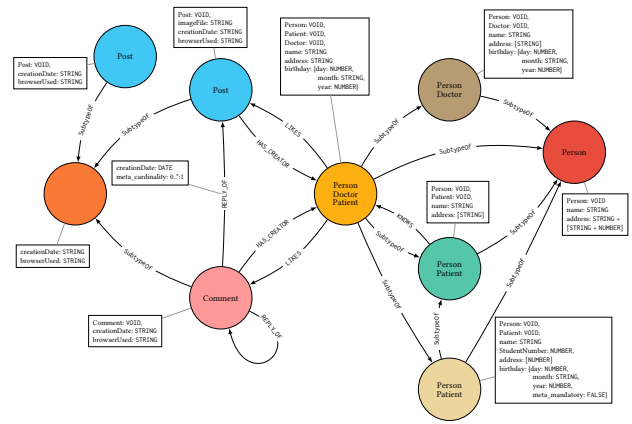 Post: VOID,
imageFile: STRING
creationDate: STRING
browserUsed: STRING
Person: VOID,
Patient: VOID,
Doctor: VOID,
name: STRING
address: STRING
birthday: {day: NUMBER,
month: STRING,
year: NUMBER}
Person: VOID,
Doctor: VOID,
name: STRING
address: [STRING]
birthday: {day: NUMBER,
month: STRING,
year: NUMBER}
Post: VOID,
creationDate: STRING
browserUsed: STRING
Post
Post
Person
Doctor
SubtypeOf
SubtypeOf
LIKES
HAS_CREATOR
SubtypeOf
SubtypeOf
SubtypeOf
Person
creationDate: DATE
meta_cardinality: 0..*:1
REPLY_OF
Person
Doctor
Patient
Person: VOID,
Patient: VOID,
name: STRING
address: [STRING]
Person: VOID
name: STRING
address: STRING +
[STRING + NUMBER]
KNOWS
SubtypeOf
SubtypeOf
HAS_CREATOR
LIKES
creationDate: STRING
browserUsed: STRING
SubtypeOf
Person
Patient
SubtypeOf
SubtypeOf
Comment
Comment: VOID,
creationDate: STRING
browserUsed: STRING
REPLY_OF
SubtypeOf
Person
Patient
Person: VOID,
Patient: VOID,
name: STRING
StudentNumber: NUMBER,
address: [NUMBER]
birthday: {day: NUMBER,
month: STRING,
year: NUMBER,
meta_mandatory: FALSE}